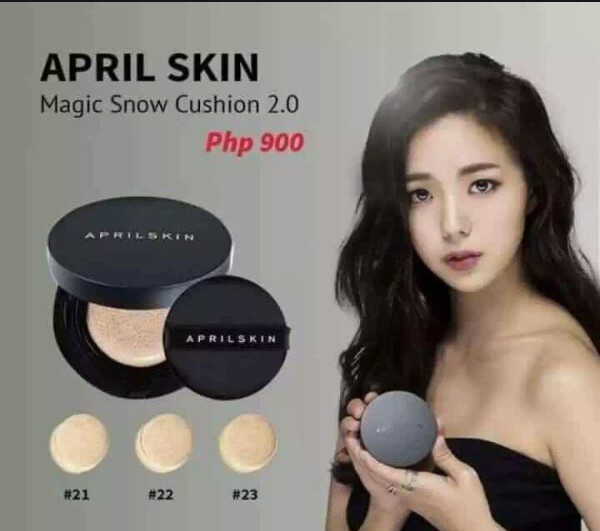 APRIL SKIN
Magic Snow Cushion 2.0
Php 900
APRILSKIN
APRILSKIN
#21 #22 #23